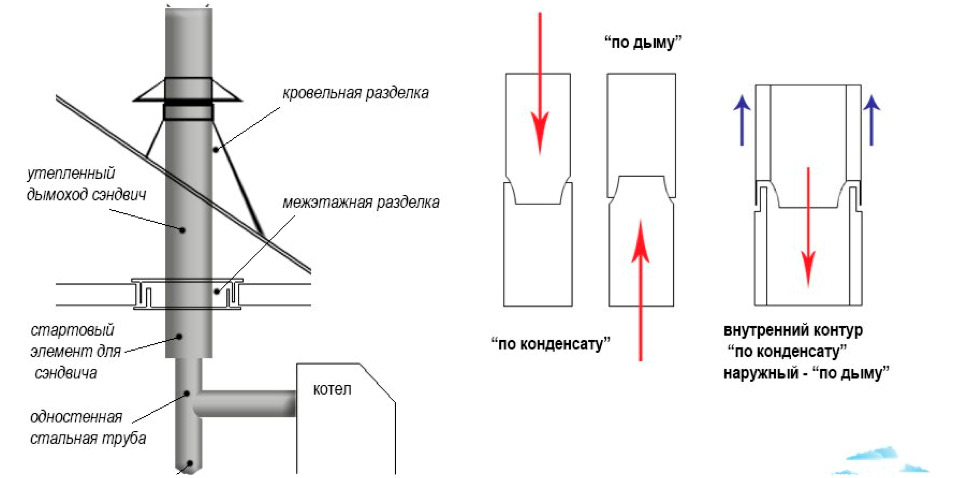 кровельная разделка
утепленный
дымоход сэндвич
межэтажная разделка
стартовый
элемент для
сэндвича
одностенная
стальная труба
котел
“по дыму”
“по конденсату”
внутренний контур
“по конденсату”
наружный - “по дыму”